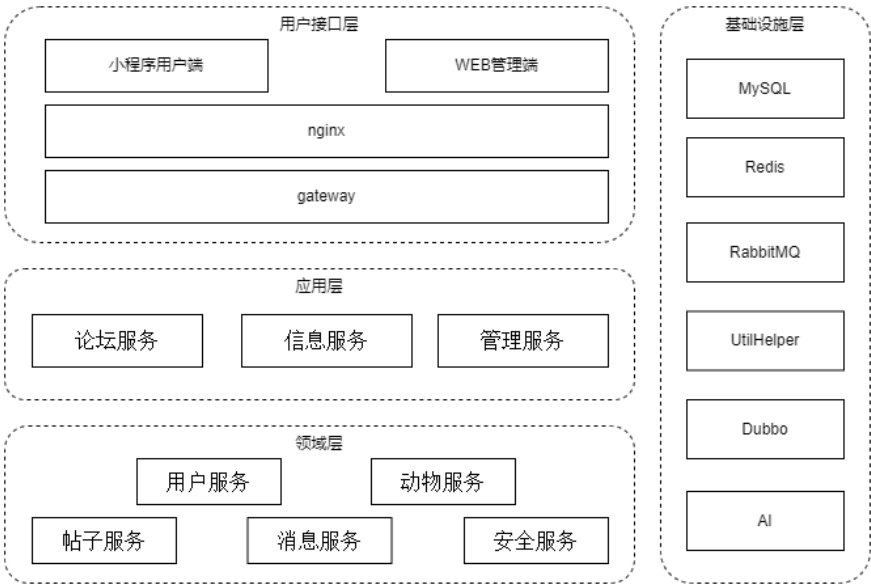 用户接口层
小程序用户端
WEB管理端
nginx
gateway
应用层
论坛服务
信息服务
管理服务
领域层
用户服务
动物服务
帖子服务
消息服务
安全服务
基础设施层
MySQL
Redis
RabbitMQ
UtilHelper
Dubbo
AI